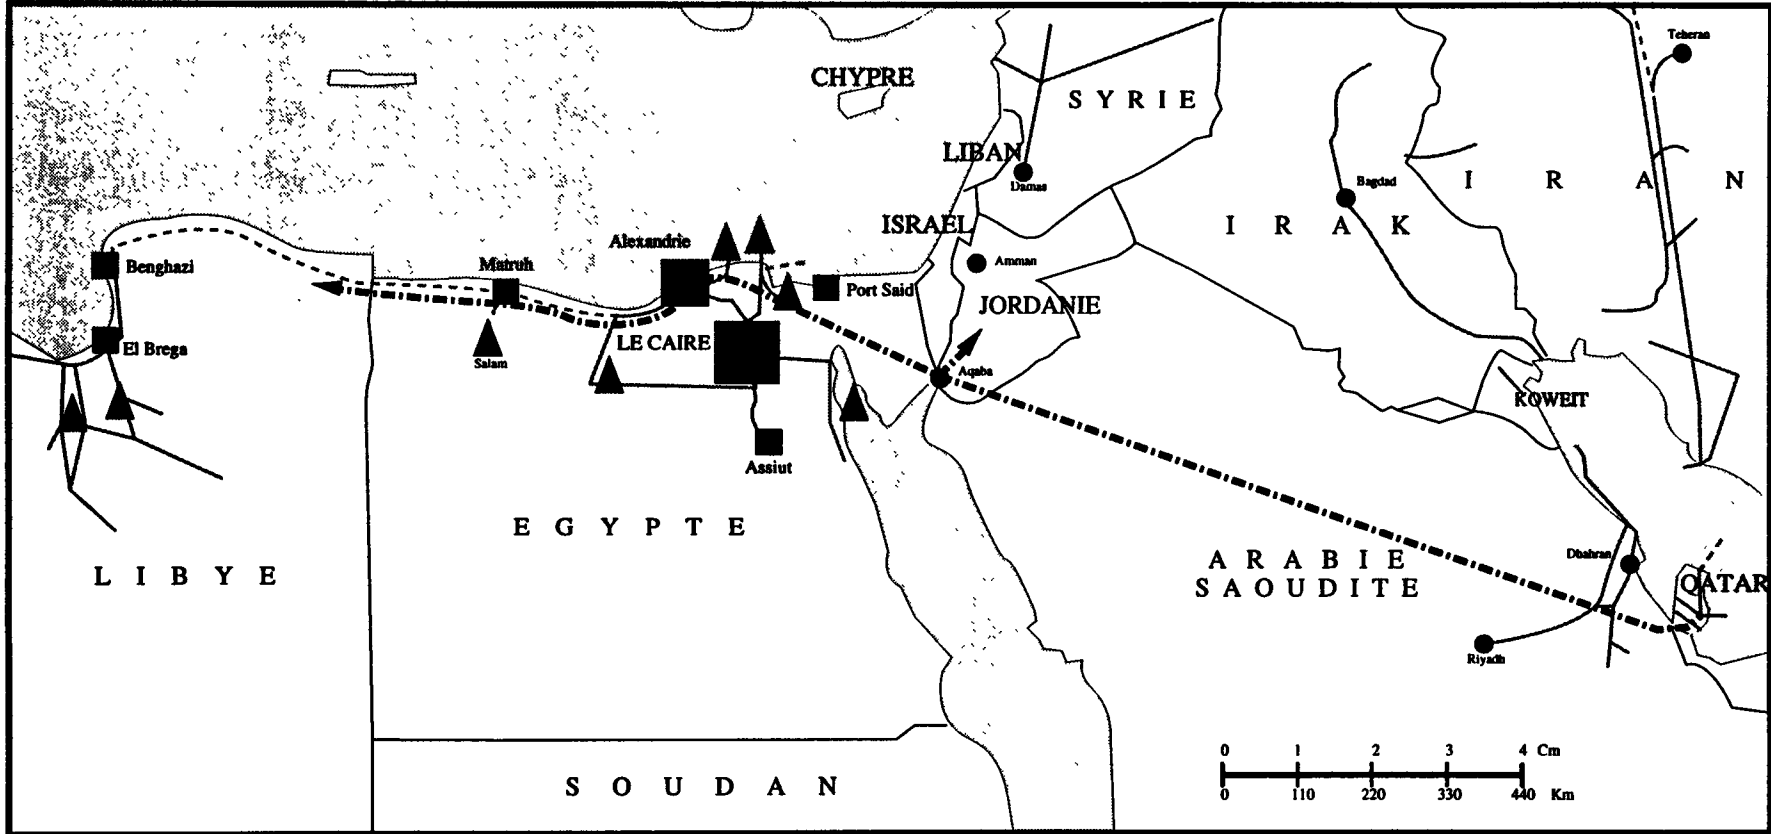 Teheran
CHYPRE
SYRIE
LIBAN
Damas
Bagdad
IRAN
ISRAEL
IRAK
Alexandrie
Benghazi
Matruh
Amman
Port Said
JORDANIE
El Brega
LE CAIRE
Salam
Aqaba
KOWEIT
Assiut
EGYPTE
LIBYE
ARABIE
SAOUDITE
Dhahran
QATAR
Riyadh
SOUDAN
0 1 2 3 4 Cm
0 110 220 330 440 Km